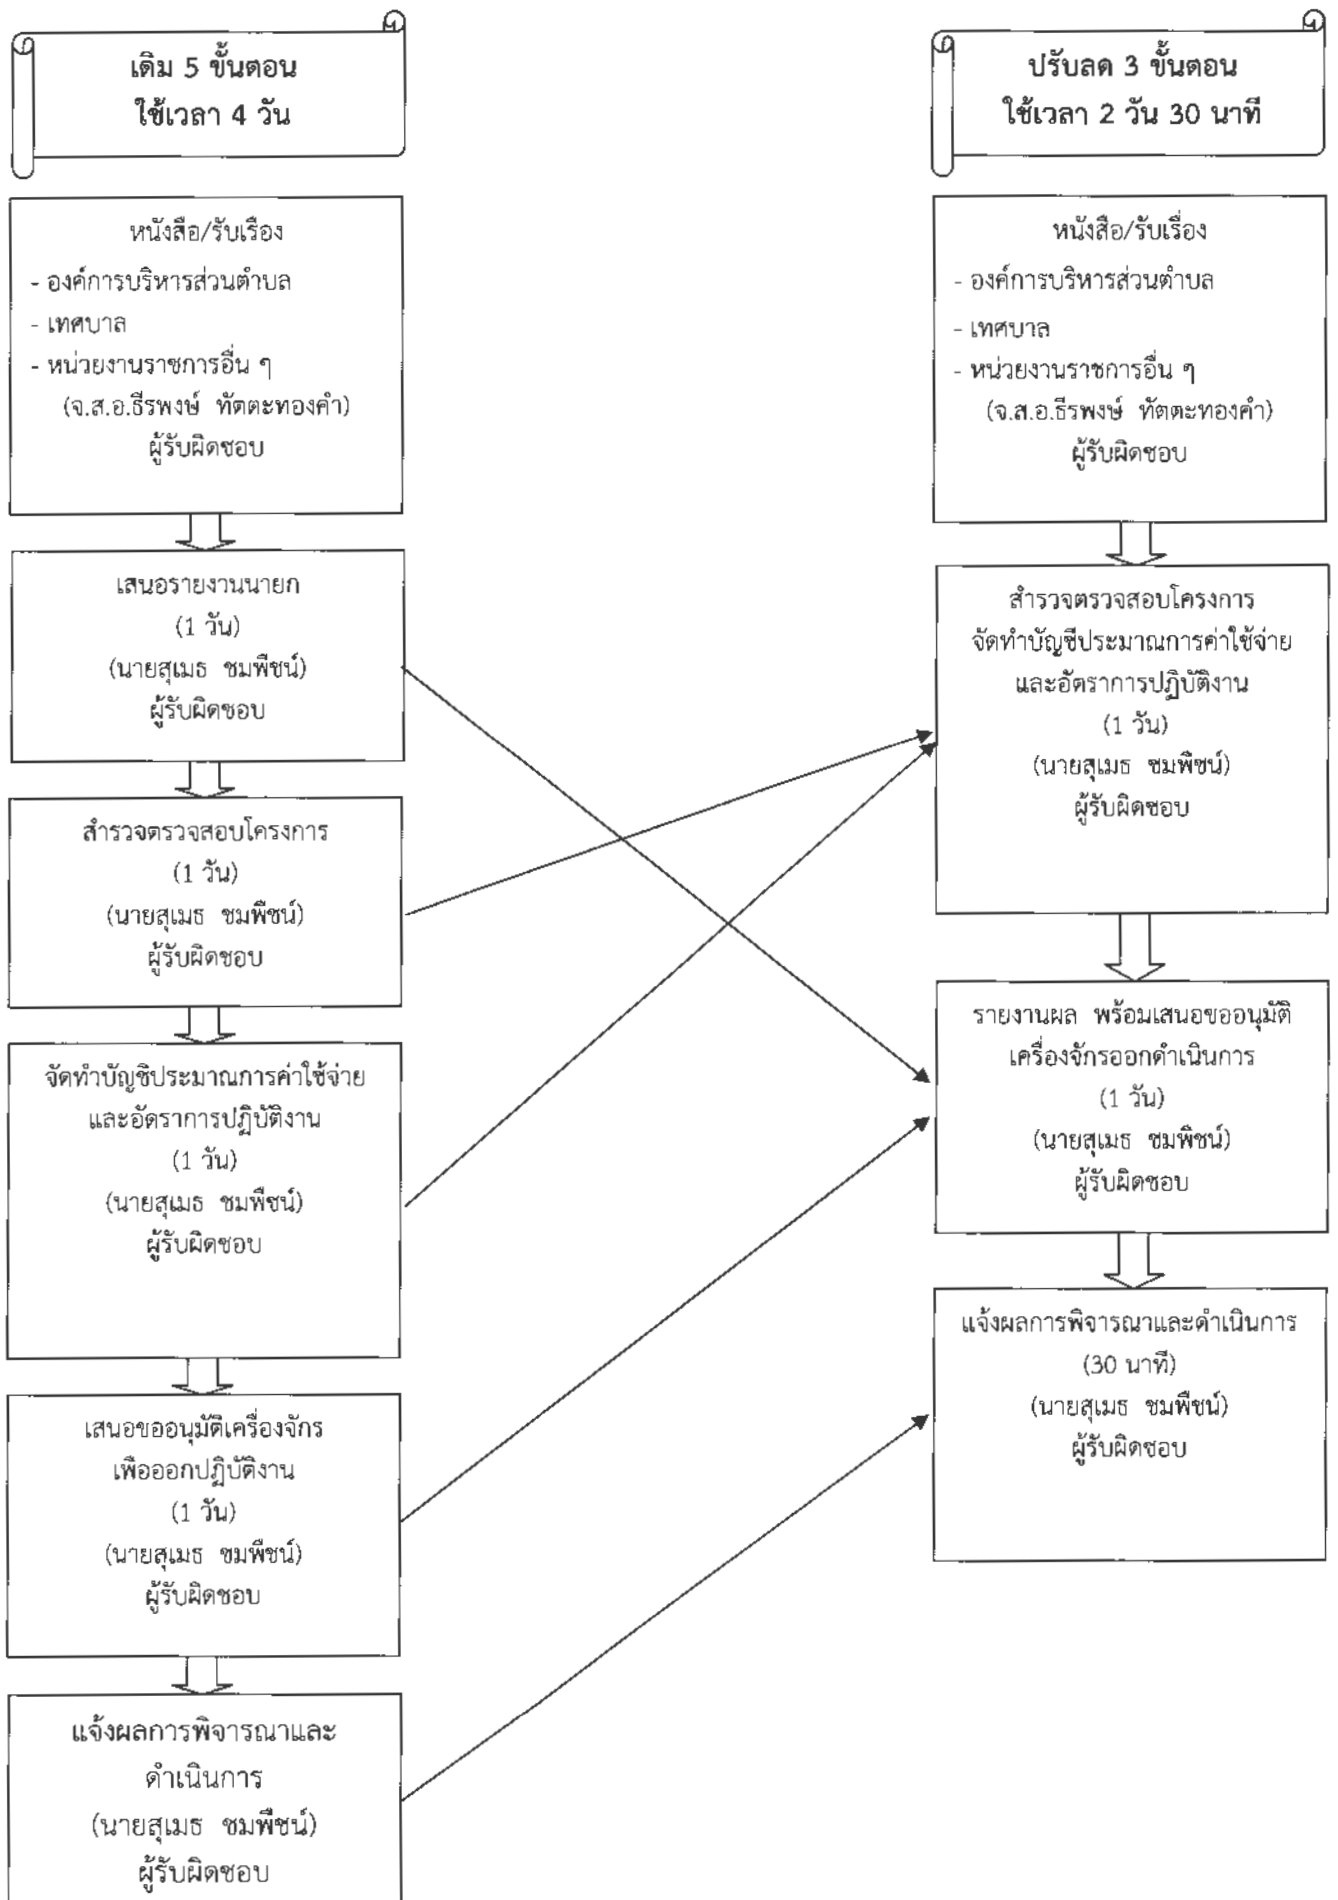 เดิม 5 ขั้นตอน
ใช้เวลา 4 วัน
หนังสือ/รับเรื่อง
- องค์การบริหารส่วนตำบล
- เทศบาล
- หน่วยงานราชการอื่น ๆ
(จ.ส.อ.ธีรพงษ์ ทัตตะทองคำ)
ผู้รับผิดชอบ
เสนอรายงานนายก
(1 วัน)
(นายสุเมธ ชมพืชน์)
ผู้รับผิดชอบ
สำรวจตรวจสอบโครงการ
(1 วัน)
(นายสุเมธ ชมพืชน์)
ผู้รับผิดชอบ
จัดทำบัญชีประมาณการค่าใช้จ่าย
และอัตราการปฏิบัติงาน
(1 วัน)
(นายสุเมธ ชมพืชน์)
ผู้รับผิดชอบ
เสนอขออนุมัติเครื่องจักร
เพื่อออกปฏิบัติงาน
(1 วัน)
(นายสุเมธ ชมพืชน์)
ผู้รับผิดชอบ
แจ้งผลการพิจารณาและ
ดำเนินการ
(นายสุเมธ ชมพืชน์)
ผู้รับผิดชอบ
ปรับลด 3 ขั้นตอน
ใช้เวลา 2 วัน 30 นาที
หนังสือ/รับเรื่อง
- องค์การบริหารส่วนตำบล
- เทศบาล
- หน่วยงานราชการอื่น ๆ
(จ.ส.อ.ธีรพงษ์ ทัตตะทองคำ)
ผู้รับผิดชอบ
สำรวจตรวจสอบโครงการ
จัดทำบัญชีประมาณการค่าใช้จ่าย
และอัตราการปฏิบัติงาน
(1 วัน)
(นายสุเมธ ชมพืชน์)
ผู้รับผิดชอบ
รายงานผล พร้อมเสนอขออนุมัติ
เครื่องจักรออกดำเนินการ
(1 วัน)
(นายสุเมธ ชมพืชน์)
ผู้รับผิดชอบ
แจ้งผลการพิจารณาและดำเนินการ
(30 นาที)
(นายสุเมธ ชมพืชน์)
ผู้รับผิดชอบ